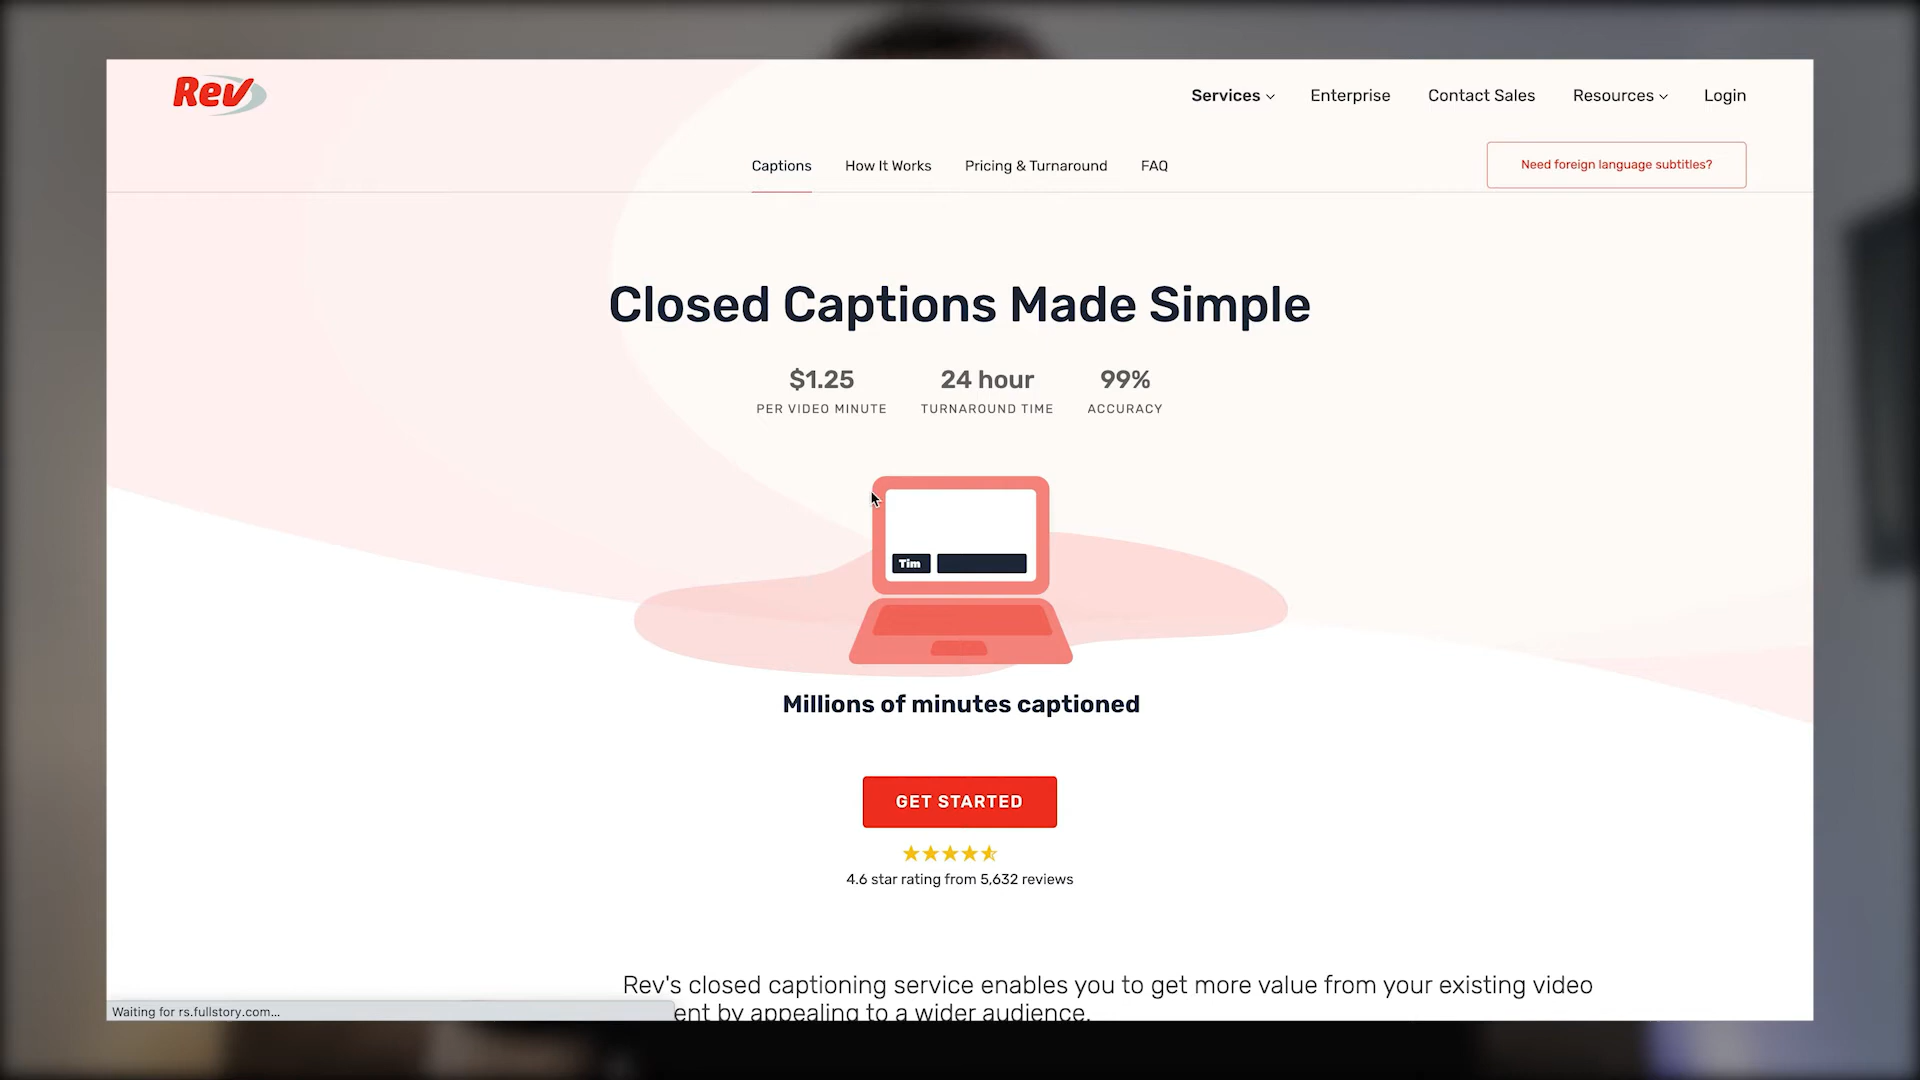 Rev
Services
Enterprise
Contact Sales
Resources
Login
Captions
How It Works
Pricing & Turnaround
FAQ
Need foreign language subtitles?
Closed Captions Made Simple
$1.25
PER VIDEO MINUTE
24 hour
TURNAROUND TIME
99%
ACCURACY
Tim
Millions of minutes captioned
GET STARTED
4.6 star rating from 5,632 reviews
Rev's closed captioning service enables you to get more value from your existing video
ent by appealing to a wider audience.
Waiting for rs.fullstory.com...